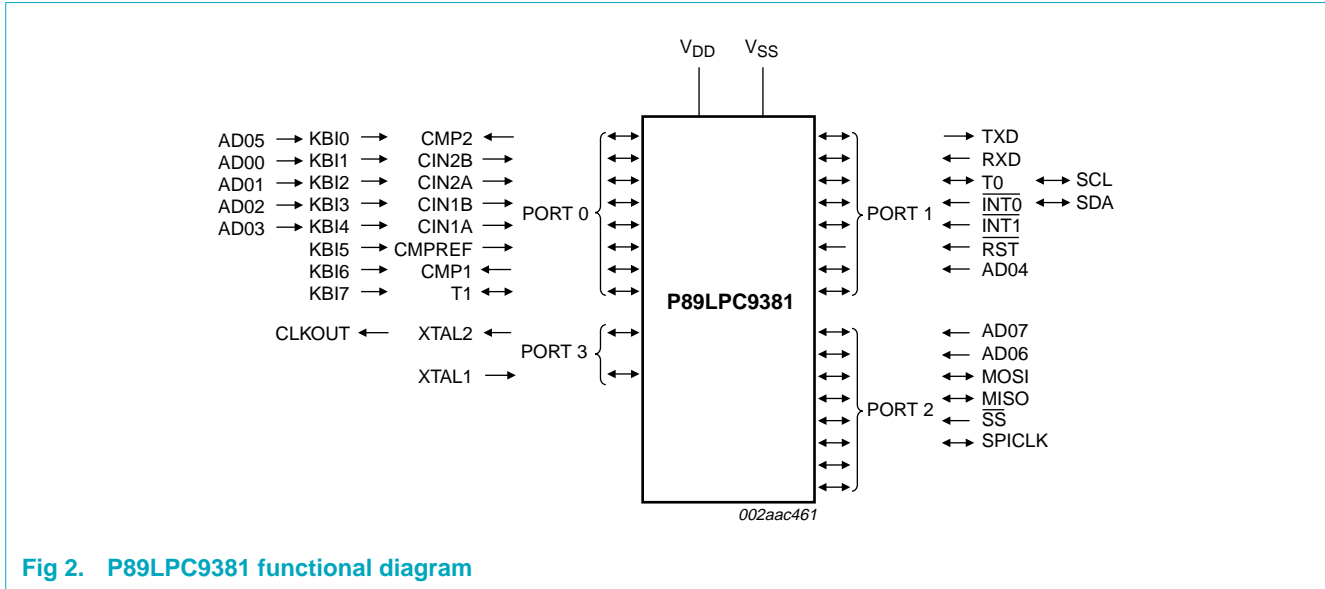 VDD VSS
AD05 KBI0 CMP2 TXD
AD00 KBI1 CIN2B RXD
AD01 KBI2 CIN2A T0 SCL
AD02 KBI3 CIN1B PORT 0 PORT 1 INT0 SDA
AD03 KBI4 CIN1A INT1
KBI5 CMPREF RST
KBI6 CMP1 AD04
KBI7 T1
P89LPC9381
CLKOUT XTAL2 PORT 3 AD07
AD06
XTAL1 MOSI
MISO
PORT 2 SS
SPICLK
002aac461
Fig 2. P89LPC9381 functional diagram